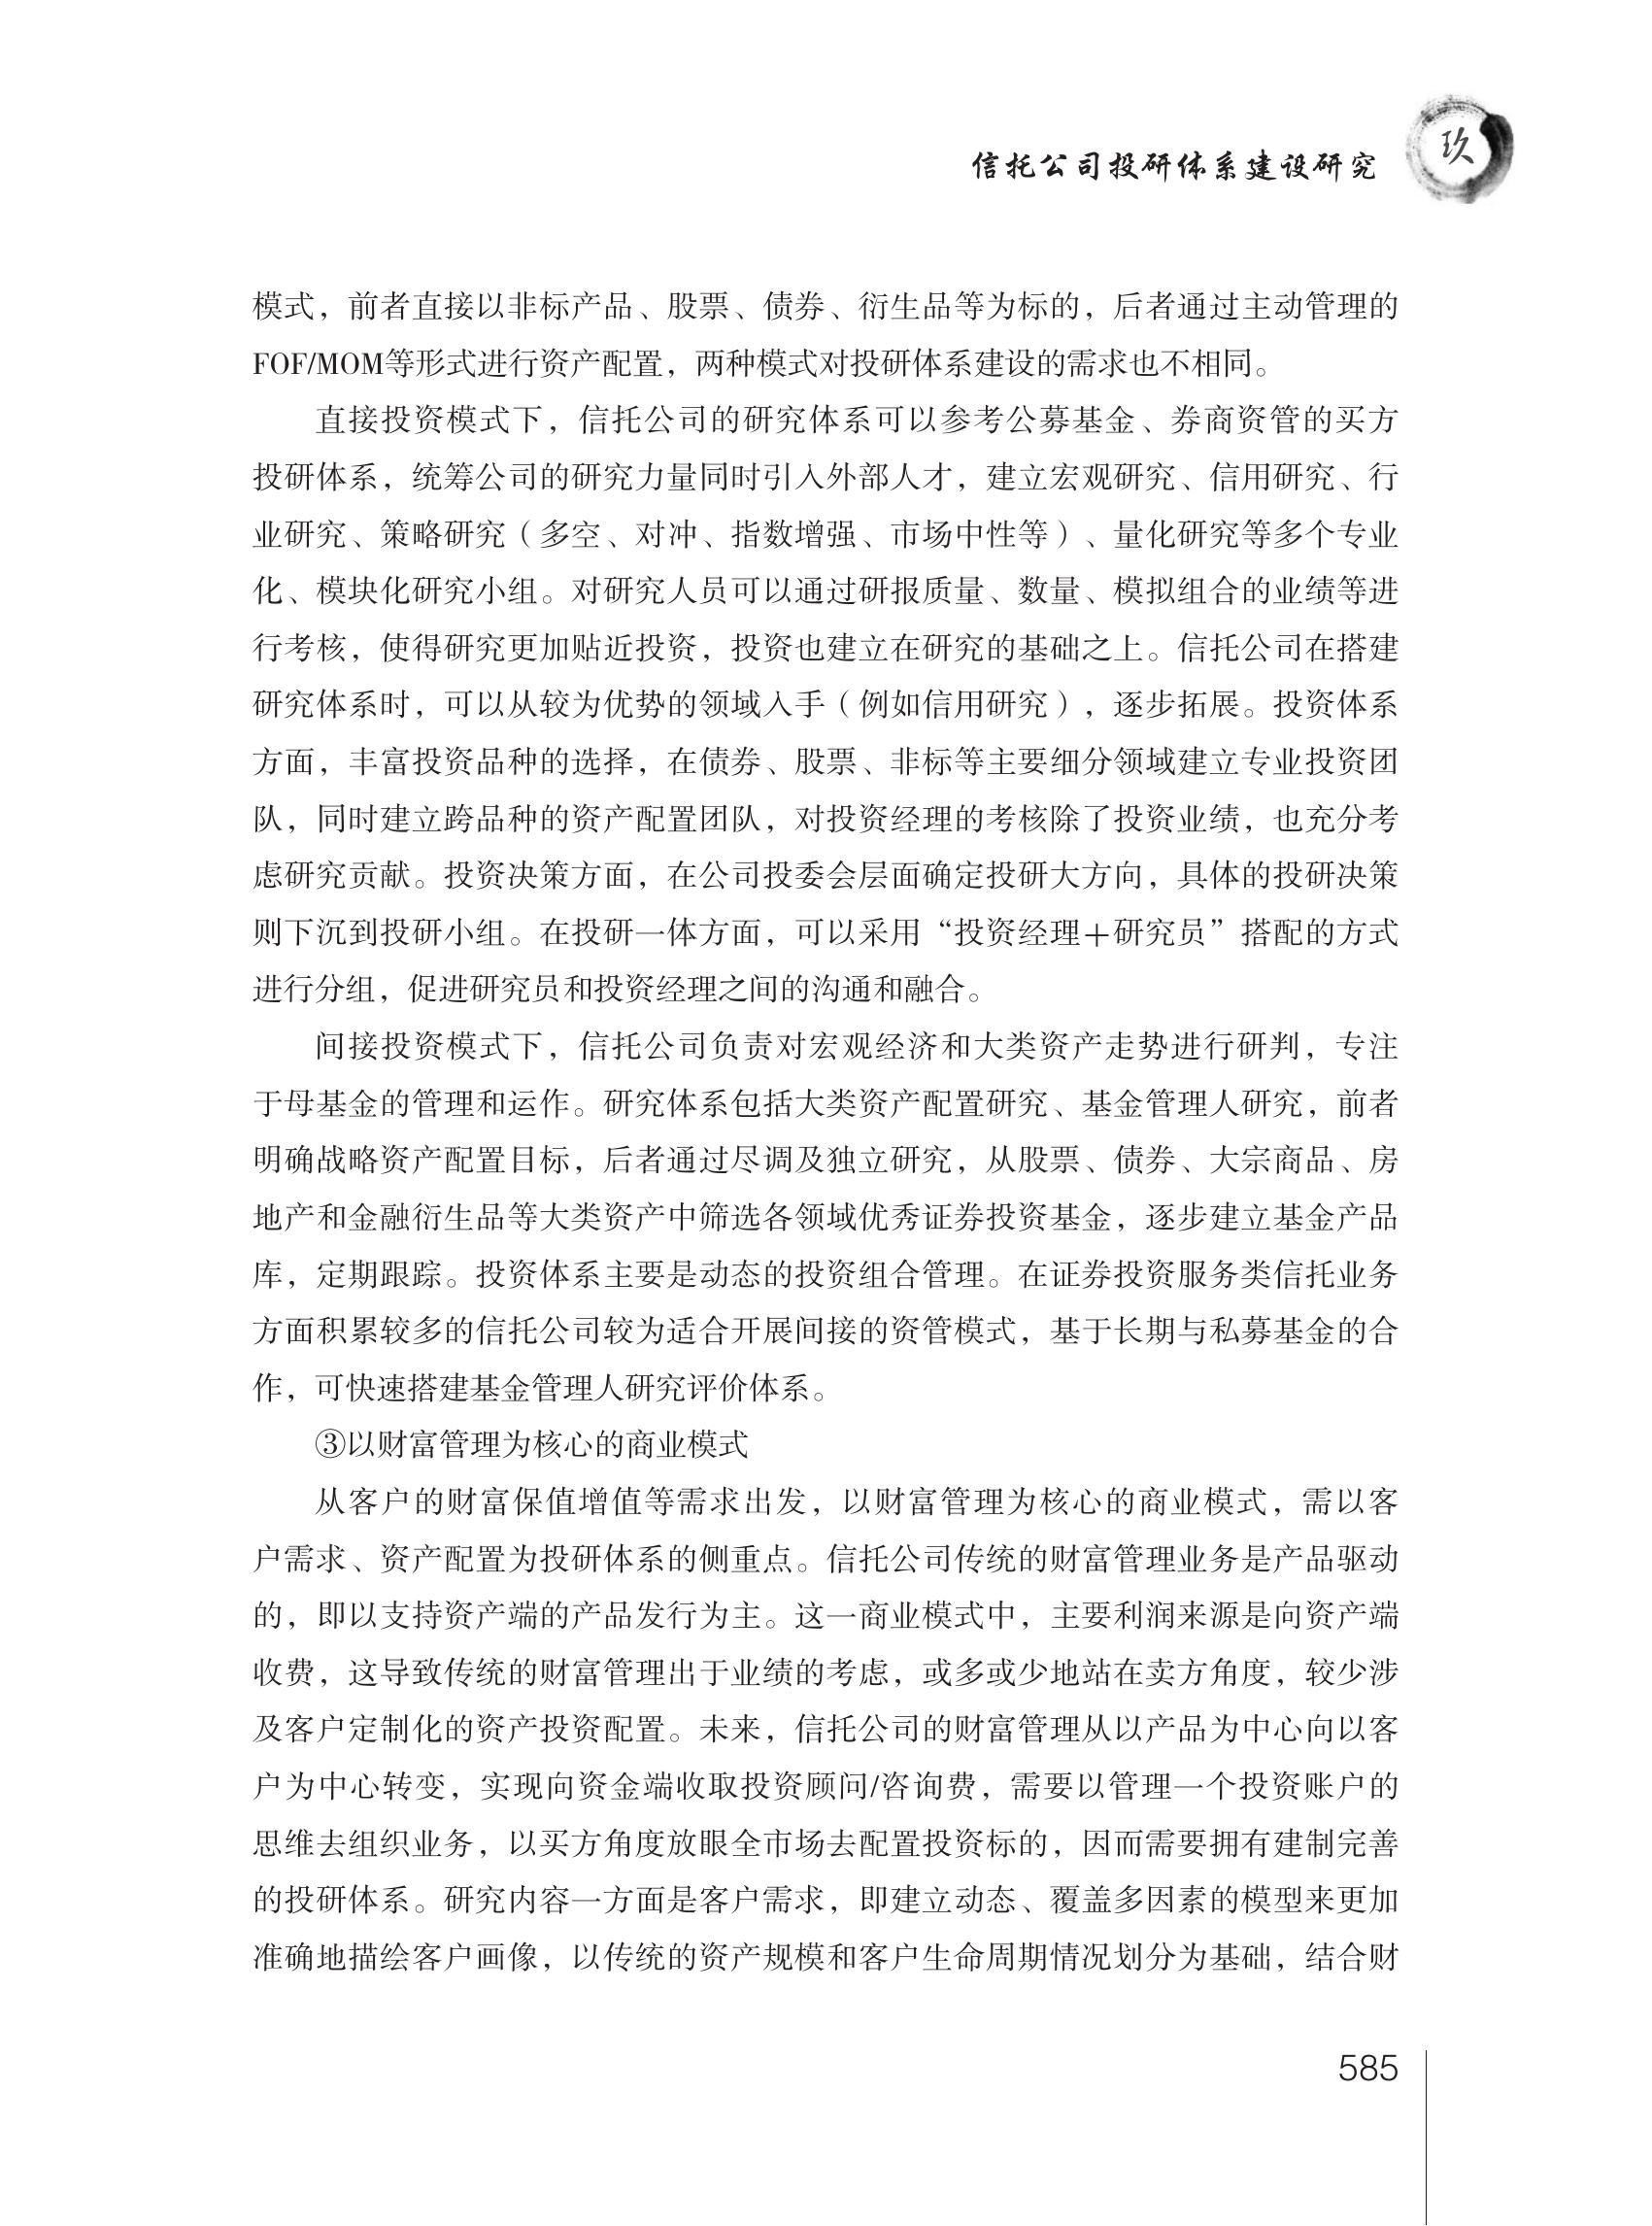 信托公司投研体系建设研究
玖
模式，前者直接以非标产品、股票、债券、衍生品等为标的，后者通过主动管理的
FOF/MOM等形式进行资产配置，两种模式对投研体系建设的需求也不相同。
直接投资模式下，信托公司的研究体系可以参考公募基金、券商资管的买方
投研体系，统筹公司的研究力量同时引入外部人才，建立宏观研究、信用研究、行
业研究、策略研究（多空、对冲、指数增强、市场中性等）、量化研究等多个专业
化、模块化研究小组。对研究人员可以通过研报质量、数量、模拟组合的业绩等进
行考核，使得研究更加贴近投资，投资也建立在研究的基础之上。信托公司在搭建
研究体系时，可以从较为优势的领域入手（例如信用研究），逐步拓展。投资体系
方面，丰富投资品种的选择，在债券、股票、非标等主要细分领域建立专业投资团
队，同时建立跨品种的资产配置团队，对投资经理的考核除了投资业绩，也充分考
虑研究贡献。投资决策方面，在公司投委会层面确定投研大方向，具体的投研决策
则下沉到投研小组。在投研一体方面，可以采用“投资经理＋研究员”搭配的方式
进行分组，促进研究员和投资经理之间的沟通和融合。
间接投资模式下，信托公司负责对宏观经济和大类资产走势进行研判，专注
于母基金的管理和运作。研究体系包括大类资产配置研究、基金管理人研究，前者
明确战略资产配置目标，后者通过尽调及独立研究，从股票、债券、大宗商品、房
地产和金融衍生品等大类资产中筛选各领域优秀证券投资基金，逐步建立基金产品
库，定期跟踪。投资体系主要是动态的投资组合管理。在证券投资服务类信托业务
方面积累较多的信托公司较为适合开展间接的资管模式，基于长期与私募基金的合
作，可快速搭建基金管理人研究评价体系。
③以财富管理为核心的商业模式
从客户的财富保值增值等需求出发，以财富管理为核心的商业模式，需以客
户需求、资产配置为投研体系的侧重点。信托公司传统的财富管理业务是产品驱动
的，即以支持资产端的产品发行为主。这一商业模式中，主要利润来源是向资产端
收费，这导致传统的财富管理出于业绩的考虑，或多或少地站在卖方角度，较少涉
及客户定制化的资产投资配置。未来，信托公司的财富管理从以产品为中心向以客
户为中心转变，实现向资金端收取投资顾问/咨询费，需要以管理一个投资账户的
思维去组织业务，以买方角度放眼全市场去配置投资标的，因而需要拥有建制完善
的投研体系。研究内容一方面是客户需求，即建立动态、覆盖多因素的模型来更加
准确地描绘客户画像，以传统的资产规模和客户生命周期情况划分为基础，结合财
585